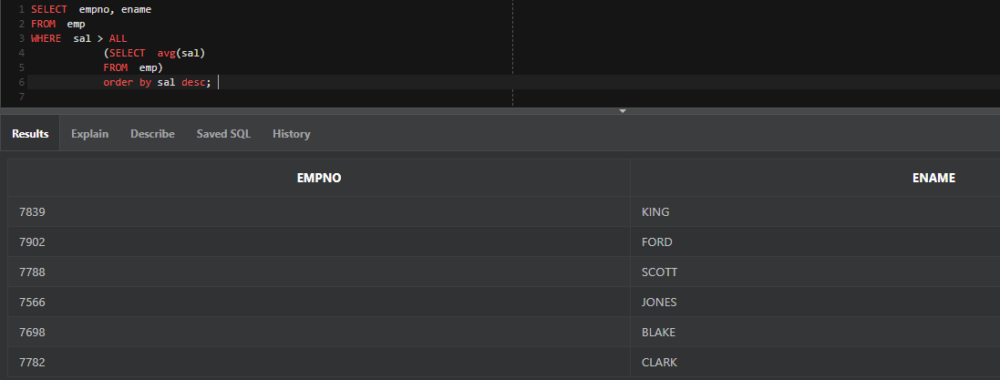 1 SELECT empno, ename
2 FROM emp
3 WHERE sal > ALL
4 (SELECT avg(sal)
5 FROM emp)
6 order by sal desc;
7
Results Explain Describe Saved SQL History
EMPNO ENAME
7839 KING
7902 FORD
7788 SCOTT
7566 JONES
7698 BLAKE
7782 CLARK